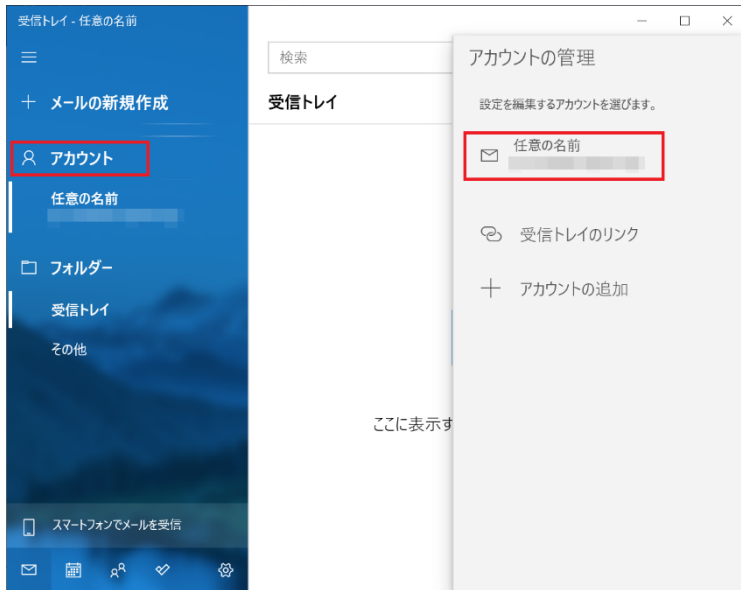 受信トレイ - 任意の名前
メールの新規作成
アカウント
任意の名前
フォルダー
受信トレイ
その他
スマートフォンでメールを受信
検索
受信トレイ
ここに表示す
アカウントの管理
設定を編集するアカウントを選びます。
任意の名前
受信トレイのリンク
アカウントの追加